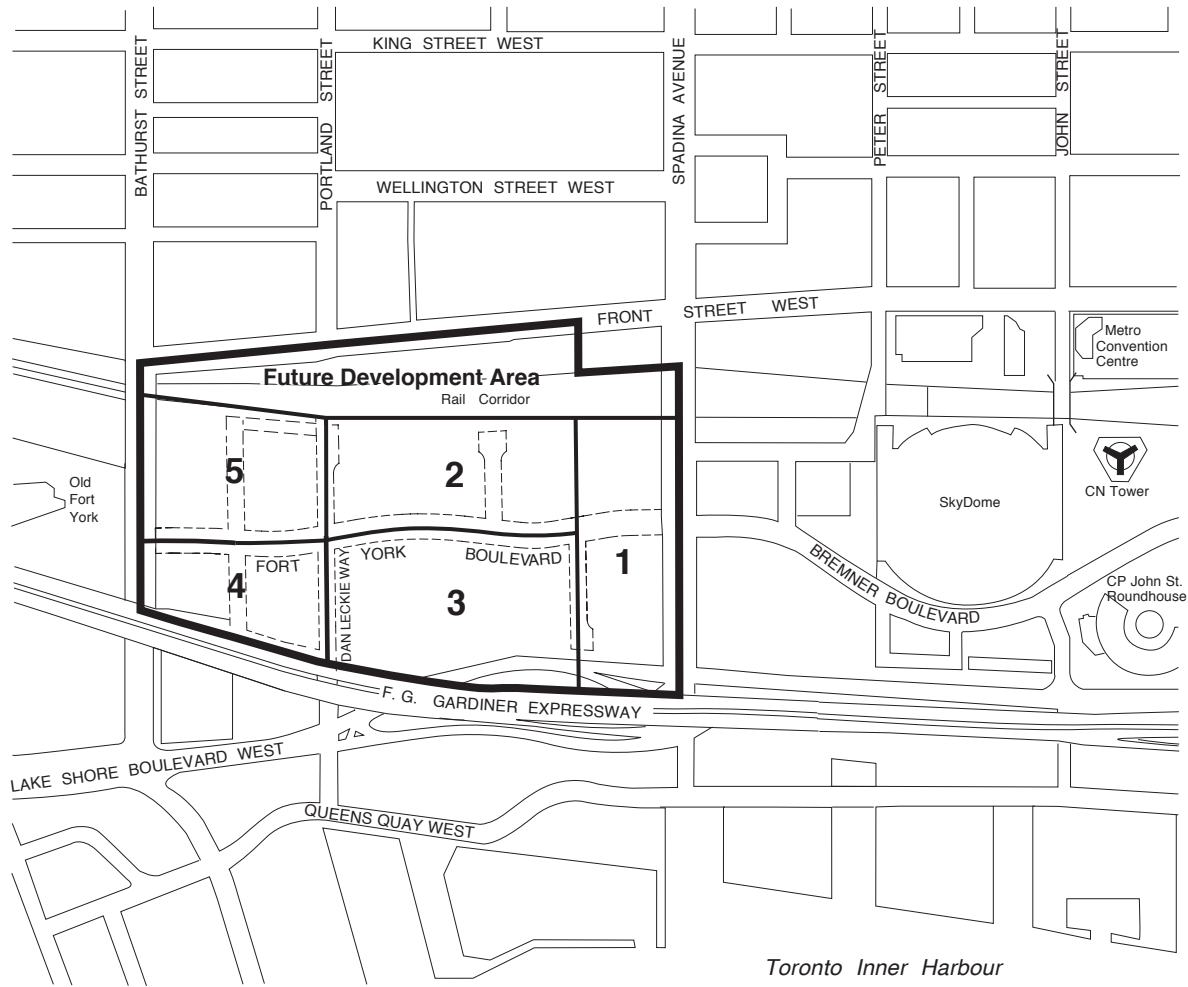 KING STREET WEST
BATHURST STREET
PORTLAND STREET
SPADINA AVENUE
PETER STREET
JOHN STREET
WELLINGTON STREET WEST
FRONT STREET WEST
Metro
Convention
Centre
Future Development Area
Rail Corridor
5
2
Old
Fort
York
SkyDome
CN Tower
FORT YORK BOULEVARD
1
4
3
DAN LECKIE WAY
BREMNER BOULEVARD
CP John St.
Roundhouse
F. G. GARDINER EXPRESSWAY
LAKE SHORE BOULEVARD WEST
QUEENS QUAY WEST
Toronto Inner Harbour